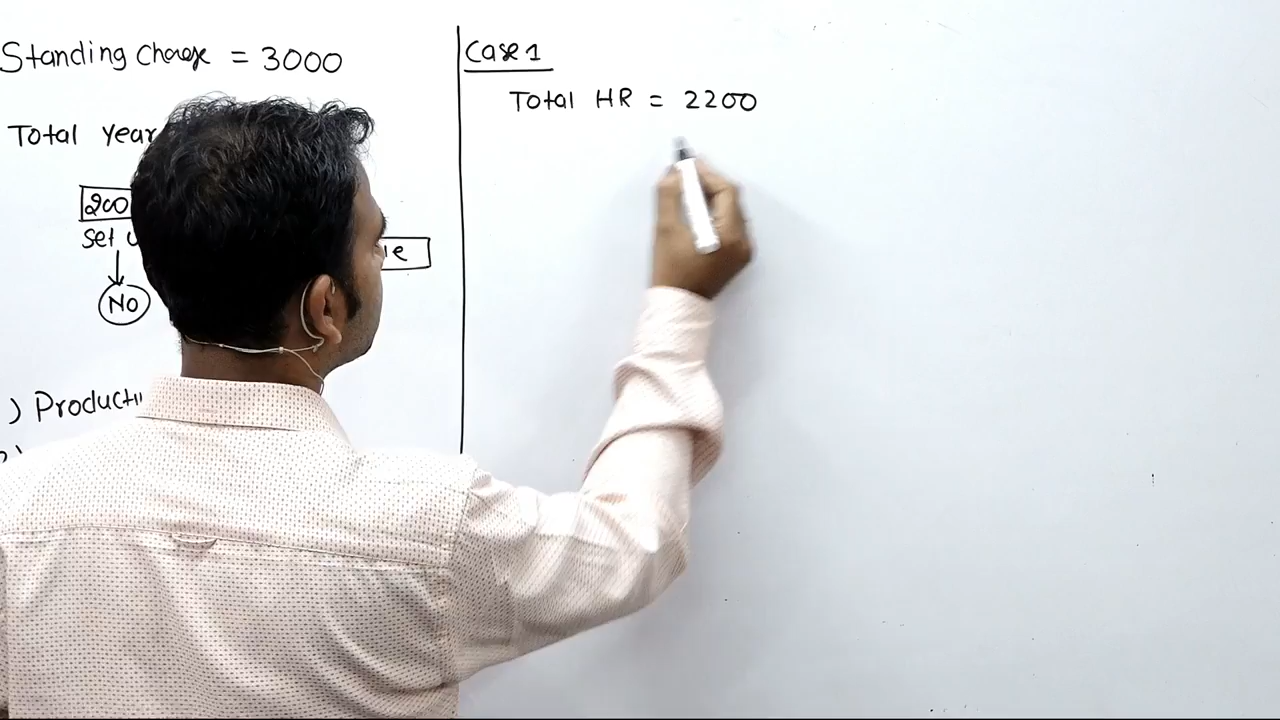 Standing Charge = 3000
Total Year
200
Set
No
) Producti
Case 1
Total HR = 2200